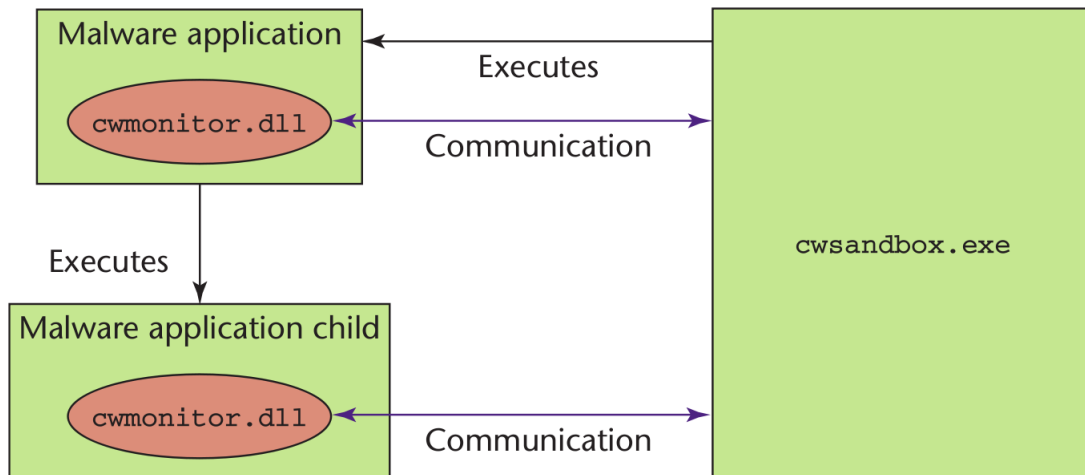 Malware application
cwmonitor.dll
Executes
Communication
cwsandbox.exe
Executes
Malware application child
cwmonitor.dll
Communication